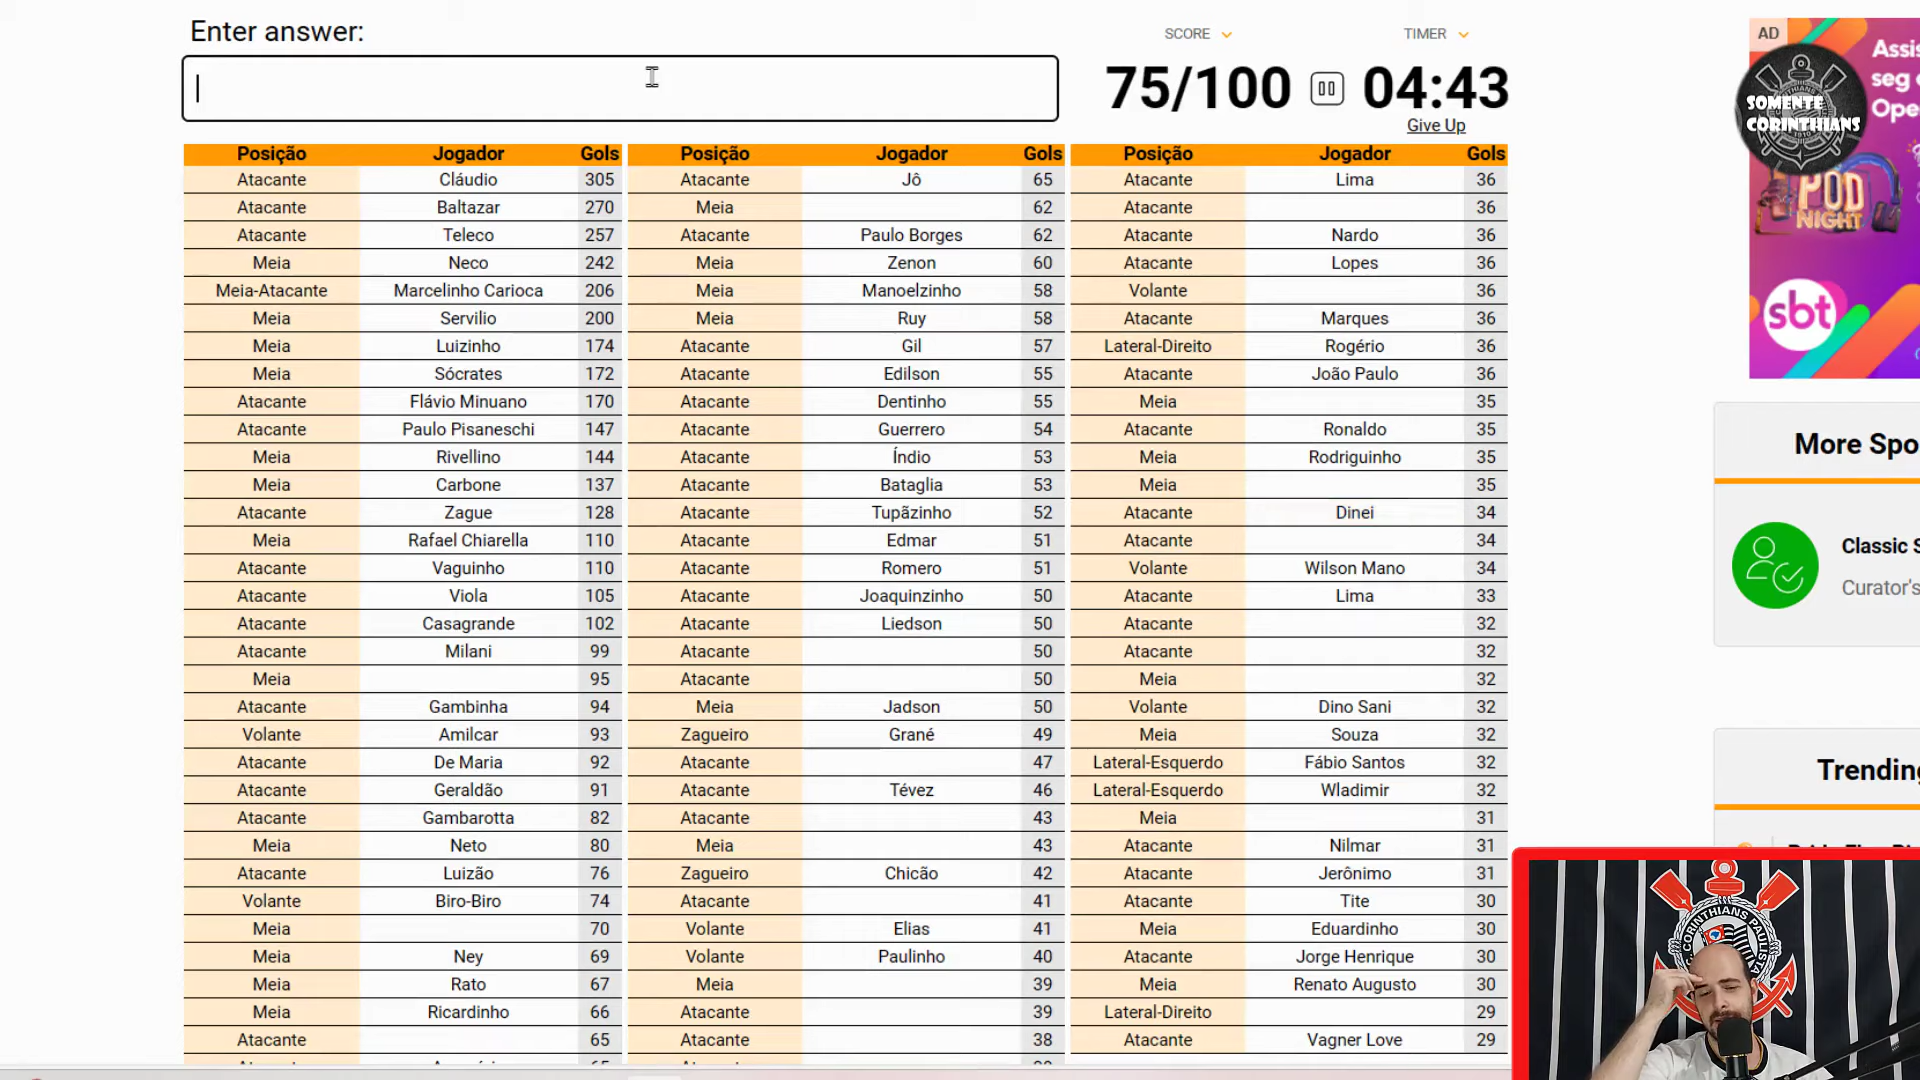 Enter answer:
SCORE
TIMER
75/100
04:43
Give Up
AD
Assis
seg
Ope
SOMENTE
CORINTHIANS
POD
NIGHT
sbt
Posição Jogador Gols Posição Jogador Gols Posição Jogador Gols
Atacante Cláudio 305 Atacante Jô 65 Atacante Lima 36
Atacante Baltazar 270 Meia 62 Atacante 36
Atacante Teleco 257 Atacante Paulo Borges 62 Atacante Nardo 36
Meia Neco 242 Meia Zenon 60 Atacante Lopes 36
Meia-Atacante Marcelinho Carioca 206 Meia Manoelzinho 58 Volante 36
Meia Servilio 200 Meia Ruy 58 Atacante Marques 36
Meia Luizinho 174 Atacante Gil 57 Lateral-Direito Rogério 36
Meia Sócrates 172 Atacante Edilson 55 Atacante João Paulo 36
Atacante Flávio Minuano 170 Atacante Dentinho 55 Meia 35
Atacante Paulo Pisaneschi 147 Atacante Guerrero 54 Atacante Ronaldo 35
Meia Rivellino 144 Atacante Índio 53 Meia Rodriguinho 35
Meia Carbone 137 Atacante Bataglia 53 Meia 35
Atacante Zague 128 Atacante Tupãzinho 52 Atacante Dinei 34
Meia Rafael Chiarella 110 Atacante Edmar 51 Atacante 34
Atacante Vaguinho 110 Atacante Romero 51 Volante Wilson Mano 34
Atacante Viola 105 Atacante Joaquinzinho 50 Atacante Lima 33
Atacante Casagrande 102 Atacante Liedson 50 Atacante 32
Atacante Milani 99 Atacante 50 Atacante 32
Meia 95 Atacante 50 Meia 32
Atacante Gambinha 94 Meia Jadson 50 Volante Dino Sani 32
Volante Amilcar 93 Zagueiro Grané 49 Meia Souza 32
Atacante De Maria 92 Atacante 47 Lateral-Esquerdo Fábio Santos 32
Atacante Geraldão 91 Atacante Tévez 46 Lateral-Esquerdo Wladimir 32
Atacante Gambarotta 82 Atacante 43 Meia 31
Meia Neto 80 Meia 43 Atacante Nilmar 31
Atacante Luizão 76 Zagueiro Chicão 42 Atacante Jerônimo 31
Volante Biro-Biro 74 Atacante 41 Atacante Tite 30
Meia 70 Volante Elias 41 Meia Eduardinho 30
Meia Ney 69 Volante Paulinho 40 Atacante Jorge Henrique 30
Meia Rato 67 Meia 39 Meia Renato Augusto 30
Meia Ricardinho 66 Atacante 39 Lateral-Direito 29
Atacante 65 Atacante 38 Atacante Vagner Love 29
More Spo
Classic S
Curator's
Trending
CORINTHIANS PAULISTA